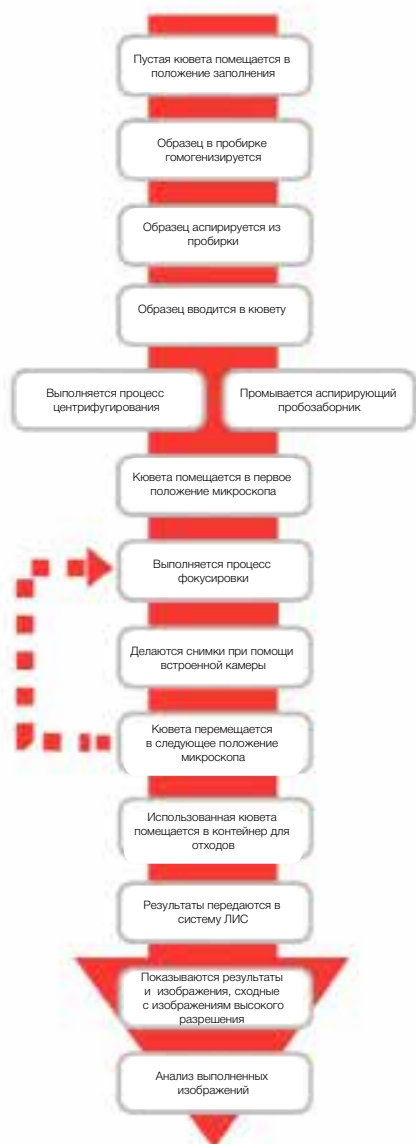 Пустая кювета помещается в
положение заполнения
Образец в пробирке
гомогенизируется
Образец аспирируется из
пробирки
Образец вводится в кювету
Выполняется процесс
центрифугирования
Промывается аспирирующий
пробозаборник
Кювета помещается в первое
положение микроскопа
Выполняется процесс
фокусировки
Делаются снимки при помощи
встроенной камеры
Кювета перемещается
в следующее положение
микроскопа
Использованная кювета
помещается в контейнер для
отходов
Результаты передаются в
систему ЛИС
Показываются результаты
и изображения, сходные
с изображениям высокого
разрешения
Анализ выполненных
изображений